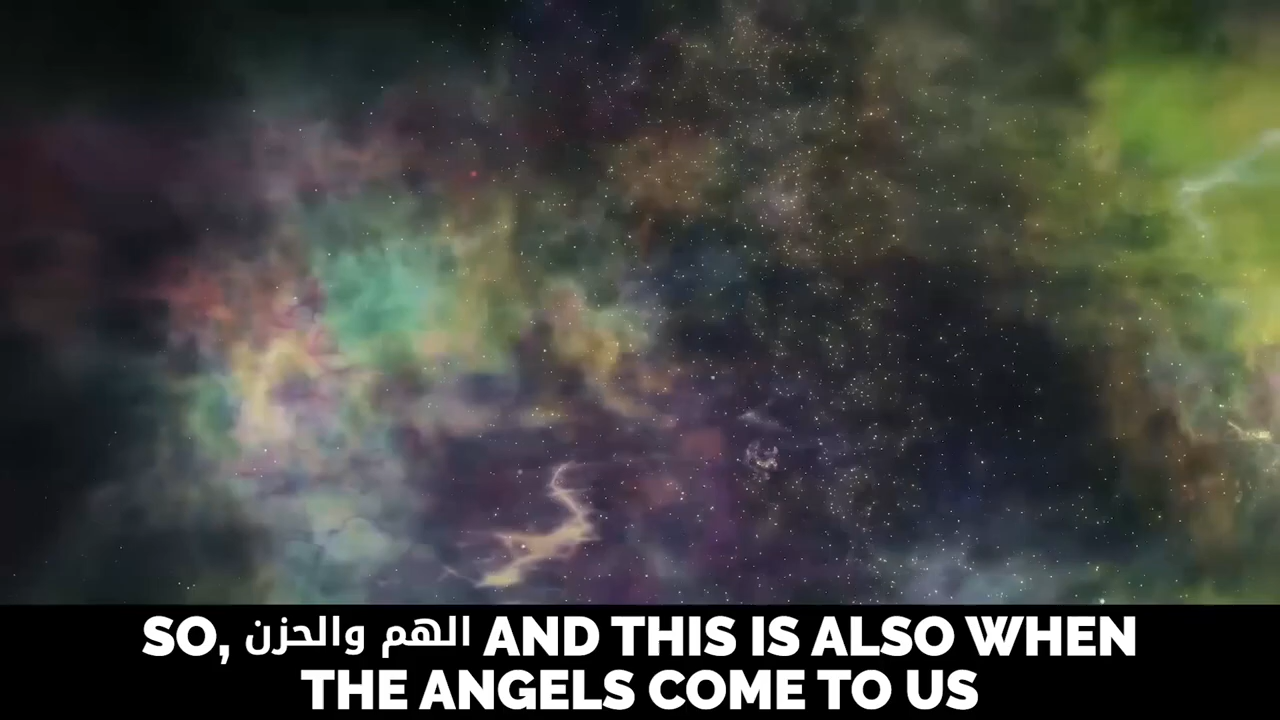 SO, الهم والحزن AND THIS IS ALSO WHEN
THE ANGELS COME TO US